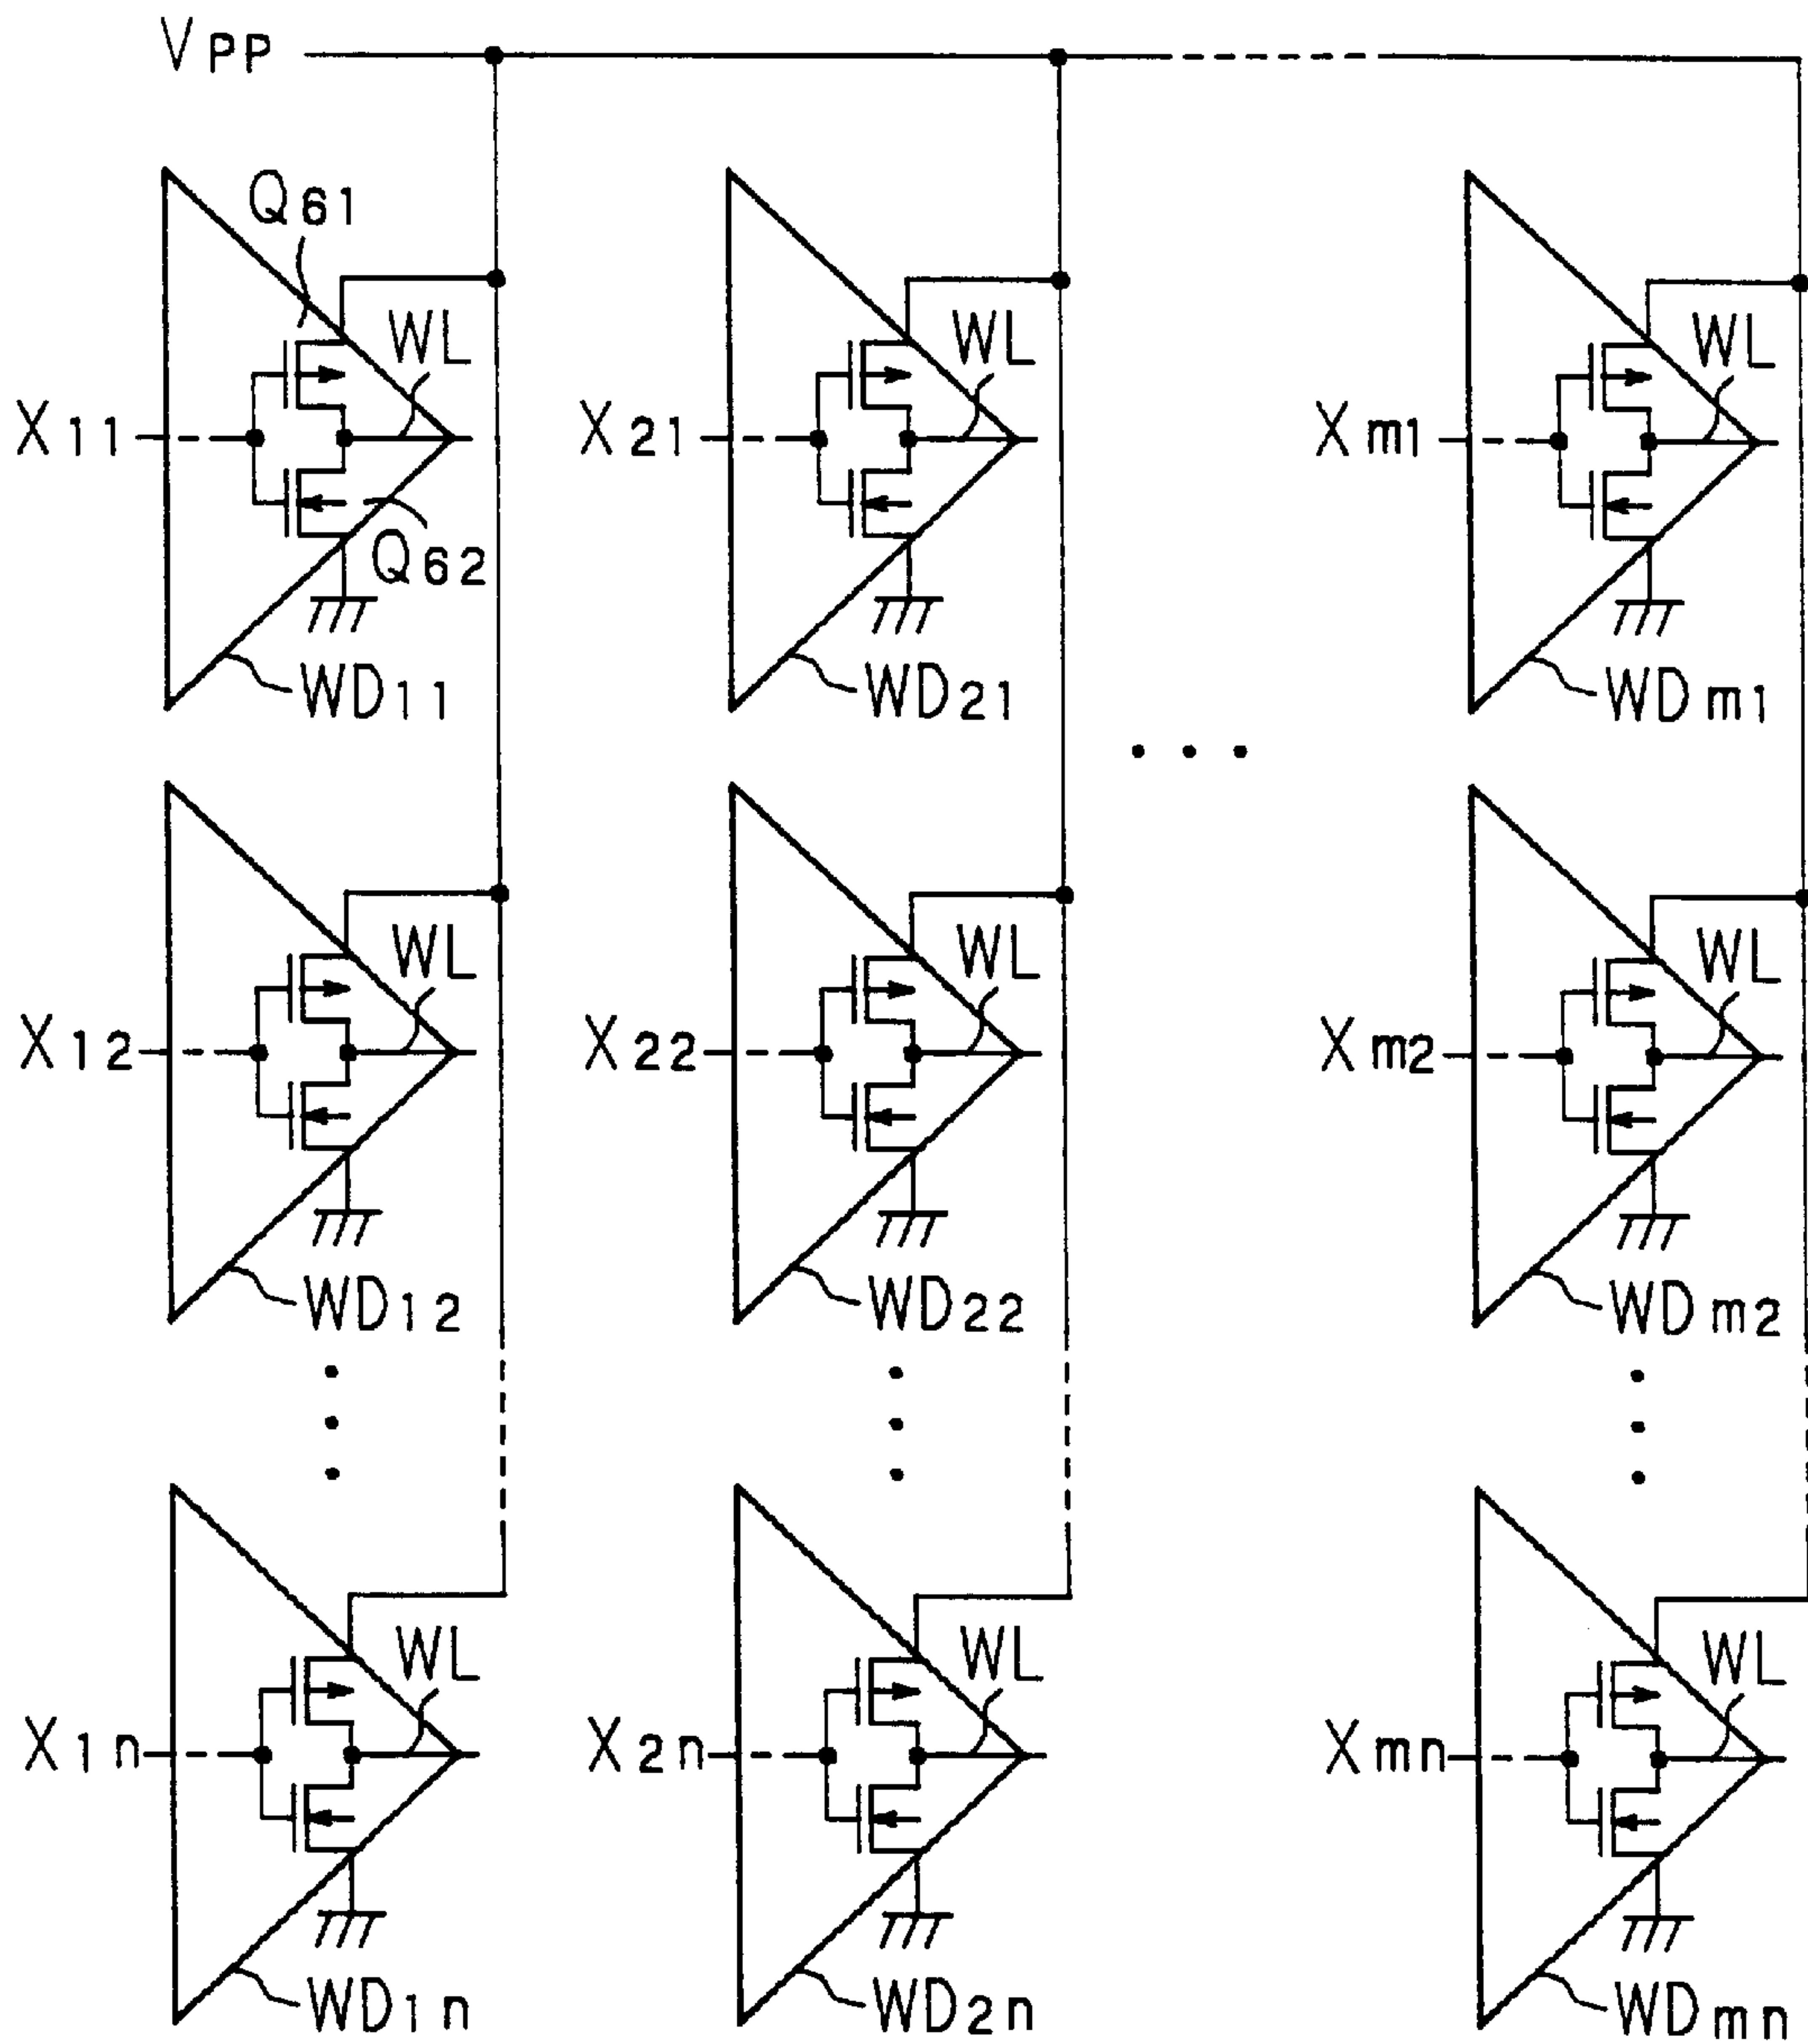 VPP
Q61
WL WL WL
X11 X21 Xm1
Q62
WD11 WD21 WDm1
. . .
WL WL WL
X12 X22 Xm2
WD12 WD22 WDm2
WL WL WL
X1n X2n Xmn
WD1n WD2n WDmn